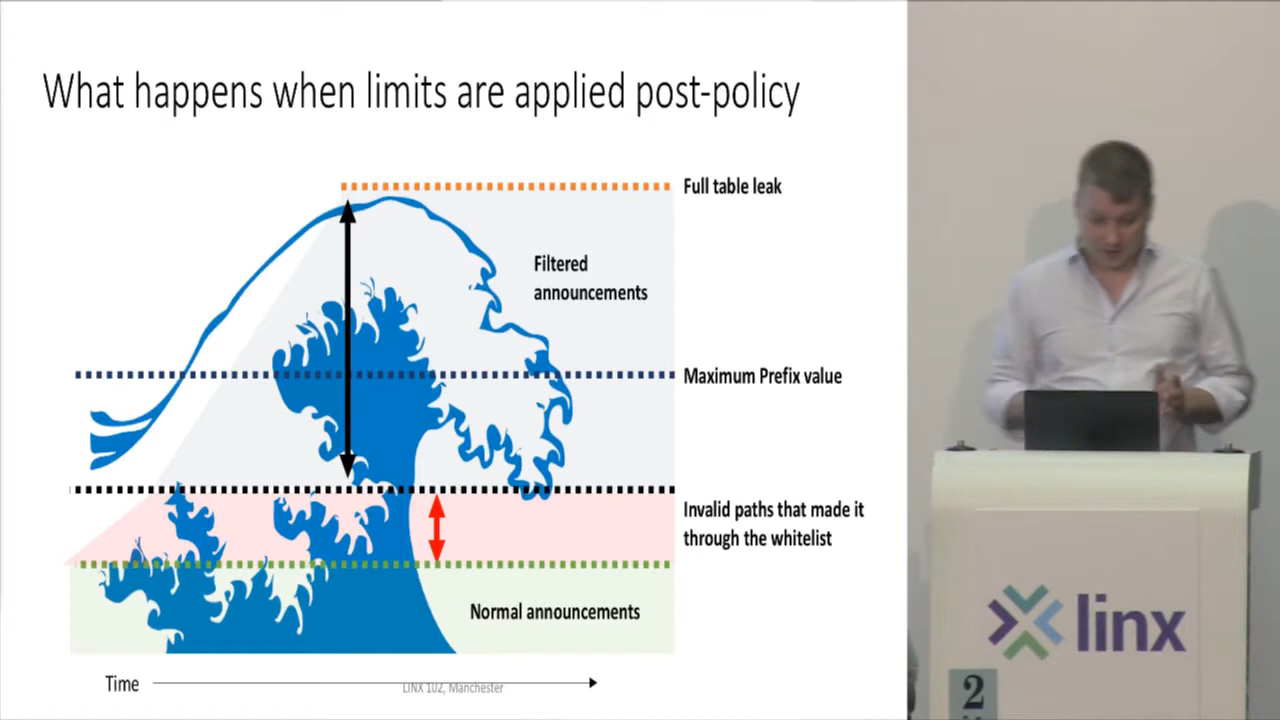 What happens when limits are applied post-policy
Full table leak
Filtered
announcements
Maximum Prefix value
Invalid paths that made it
through the whitelist
Normal announcements
Time
LINX 102, Manchester
linx
2